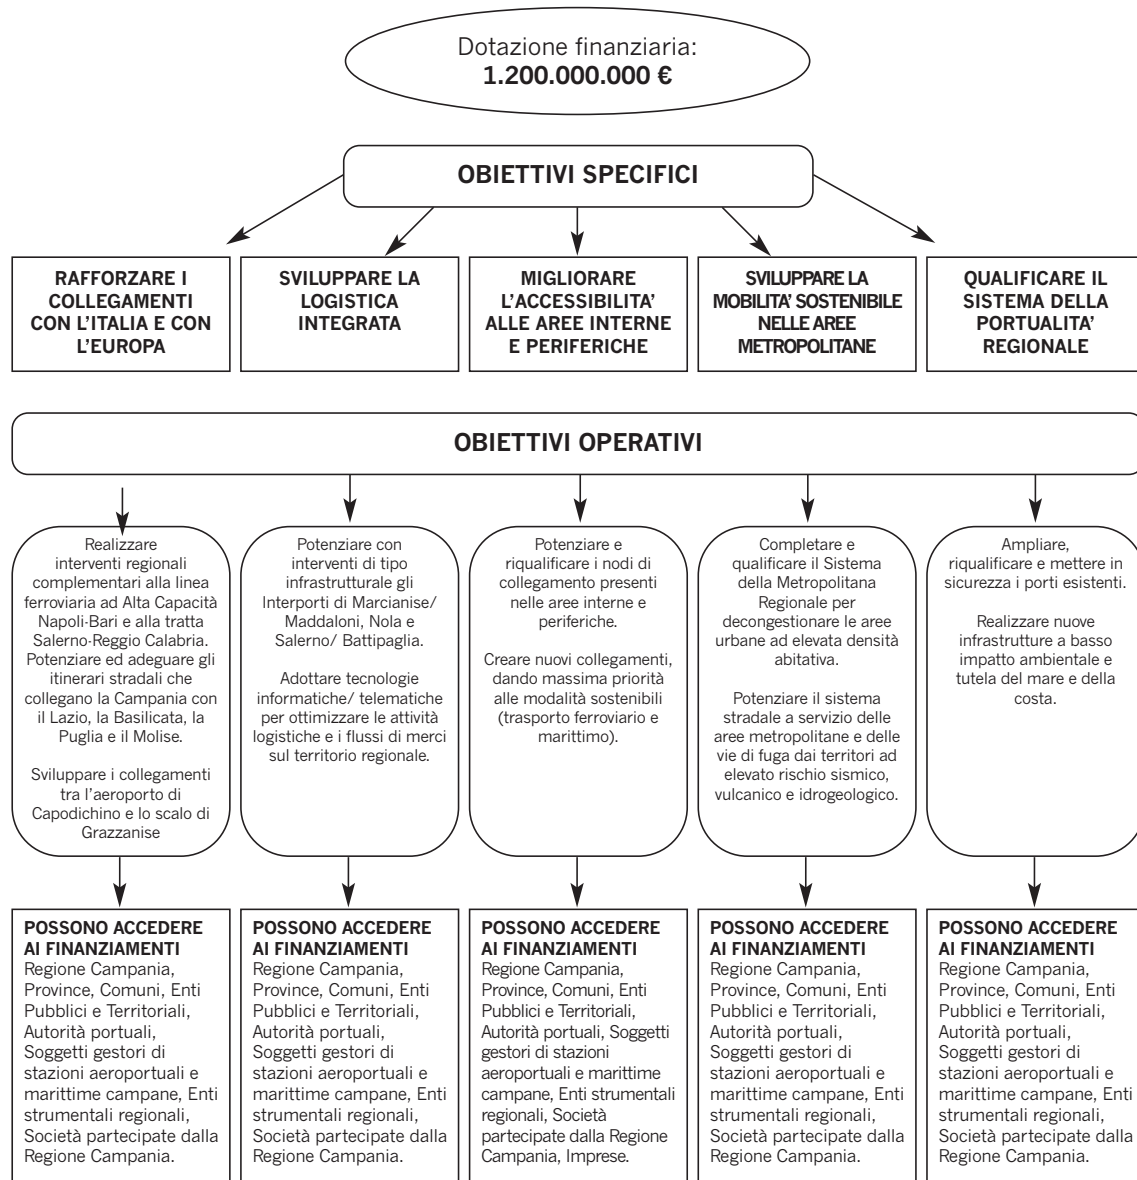 Dotazione finanziaria:
1.200.000.000 €
OBIETTIVI SPECIFICI
RAFFORZARE I
COLLEGAMENTI
CON L'ITALIA E CON
L'EUROPA
SVILUPPARE LA
LOGISTICA
INTEGRATA
MIGLIORARE
L'ACCESSIBILITA'
ALLE AREE INTERNE
E PERIFERICHE
SVILUPPARE LA
MOBILITA' SOSTENIBILE
NELLE AREE
METROPOLITANE
QUALIFICARE IL
SISTEMA DELLA
PORTUALITA'
REGIONALE
OBIETTIVI OPERATIVI
Realizzare
interventi regionali
complementari alla linea
ferroviaria ad Alta Capacità
Napoli-Bari e alla tratta
Salerno-Reggio Calabria.
Potenziare ed adeguare gli
itinerari stradali che
collegano la Campania con
il Lazio, la Basilicata, la
Puglia e il Molise.
Sviluppare i collegamenti
tra l'aeroporto di
Capodichino e lo scalo di
Grazzanise
Potenziare con
interventi di tipo
infrastrutturale gli
Interporti di Marcianise/
Maddaloni, Nola e
Salerno/ Battipaglia.
Adottare tecnologie
informatiche/ telematiche
per ottimizzare le attività
logistiche e i flussi di merci
sul territorio regionale.
Potenziare e
riqualificare i nodi di
collegamento presenti
nelle aree interne e
periferiche.
Creare nuovi collegamenti,
dando massima priorità
alle modalità sostenibili
(trasporto ferroviario e
marittimo).
Completare e
qualificare il Sistema
della Metropolitana
Regionale per
decongestionare le aree
urbane ad elevata densità
abitativa.
Potenziare il sistema
stradale a servizio delle
aree metropolitane e delle
vie di fuga dai territori ad
elevato rischio sismico,
vulcanico e idrogeologico.
Ampliare,
riqualificare e mettere in
sicurezza i porti esistenti.
Realizzare nuove
infrastrutture a basso
impatto ambientale e
tutela del mare e della
costa.
POSSONO ACCEDERE
AI FINANZIAMENTI
Regione Campania,
Province, Comuni, Enti
Pubblici e Territoriali,
Autorità portuali,
Soggetti gestori di
stazioni aeroportuali e
marittime campane, Enti
strumentali regionali,
Società partecipate dalla
Regione Campania.
POSSONO ACCEDERE
AI FINANZIAMENTI
Regione Campania,
Province, Comuni, Enti
Pubblici e Territoriali,
Autorità portuali,
Soggetti gestori di
stazioni aeroportuali e
marittime campane, Enti
strumentali regionali,
Società partecipate dalla
Regione Campania.
POSSONO ACCEDERE
AI FINANZIAMENTI
Regione Campania,
Province, Comuni, Enti
Pubblici e Territoriali,
Autorità portuali, Soggetti
gestori di stazioni
aeroportuali e marittime
campane, Enti strumentali
regionali, Società
partecipate dalla Regione
Campania, Imprese.
POSSONO ACCEDERE
AI FINANZIAMENTI
Regione Campania,
Province, Comuni, Enti
Pubblici e Territoriali,
Autorità portuali,
Soggetti gestori di
stazioni aeroportuali e
marittime campane, Enti
strumentali regionali,
Società partecipate dalla
Regione Campania.
POSSONO ACCEDERE
AI FINANZIAMENTI
Regione Campania,
Province, Comuni, Enti
Pubblici e Territoriali,
Autorità portuali,
Soggetti gestori di
stazioni aeroportuali e
marittime campane, Enti
strumentali regionali,
Società partecipate dalla
Regione Campania.